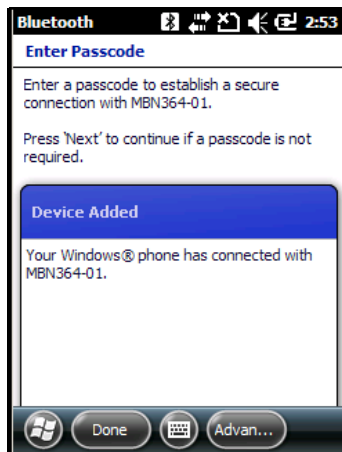 Bluetooth 2:53
Enter Passcode
Enter a passcode to establish a secure
connection with MBN364-01.
Press 'Next' to continue if a passcode is not
required.
Device Added
Your Windows® phone has connected with
MBN364-01.
Done Advan...